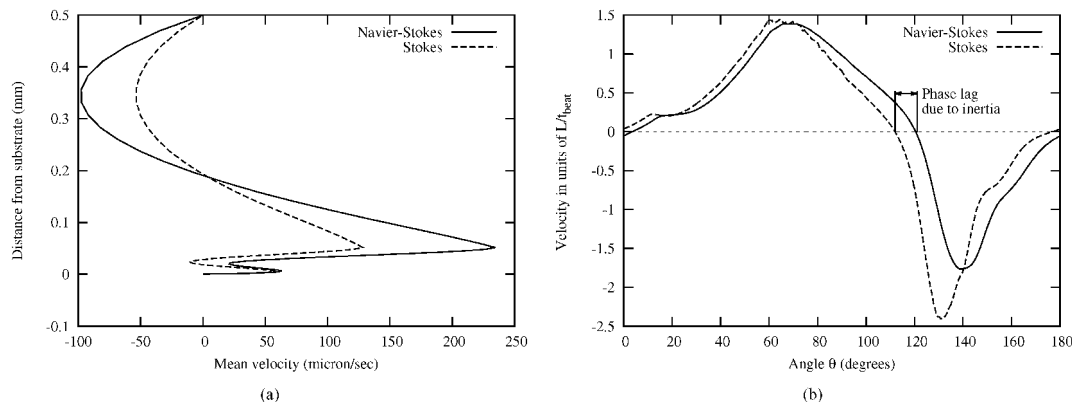 0.5
0.4
0.3
0.2
0.1
0
-0.1
-100
-50
0
50
100
150
200
250
Distance from substrate (mm)
Mean velocity (micron/sec)
Navier-Stokes
Stokes
(a)
1.5
1
0.5
0
-0.5
-1
-1.5
-2
-2.5
0
20
40
60
80
100
120
140
160
180
Velocity in units of L/t_beat
Angle θ (degrees)
Navier-Stokes
Stokes
Phase lag
due to inertia
(b)